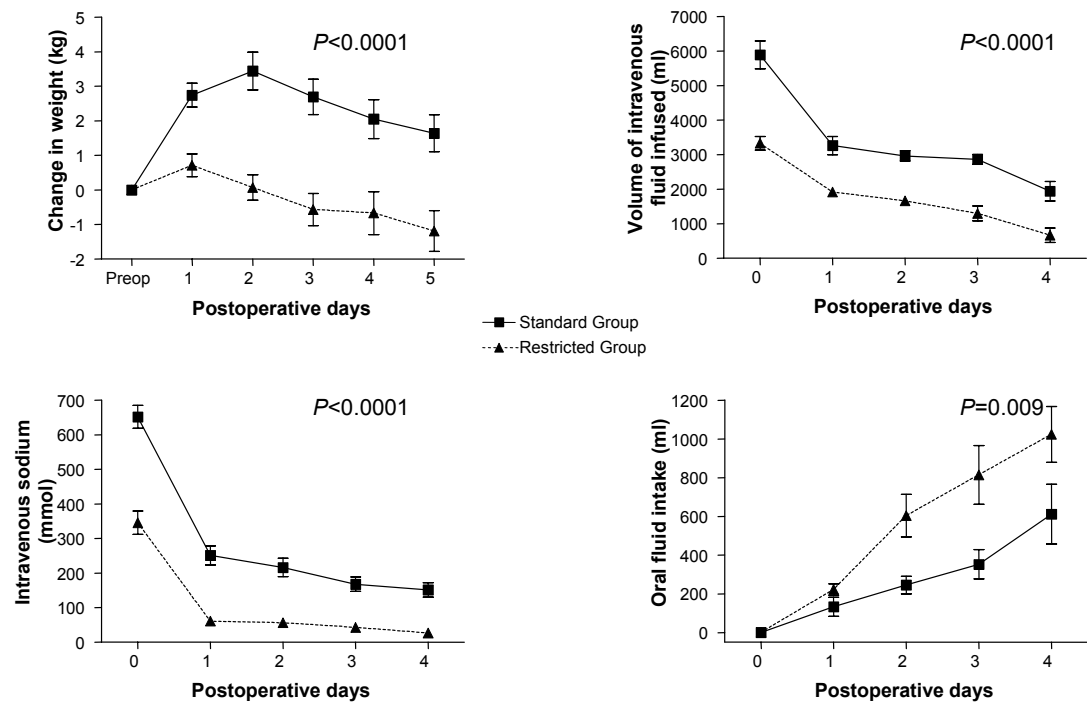 P<0.0001
5
4
3
2
1
0
-1
-2
Change in weight (kg)
Preop 1 2 3 4 5
Postoperative days
P<0.0001
7000
6000
5000
4000
3000
2000
1000
0
Volume of intravenous
fluid infused (ml)
0 1 2 3 4
Postoperative days
Standard Group
Restricted Group
P<0.0001
700
600
500
400
300
200
100
0
Intravenous sodium
(mmol)
0 1 2 3 4
Postoperative days
P=0.009
1200
1000
800
600
400
200
0
Oral fluid intake (ml)
0 1 2 3 4
Postoperative days